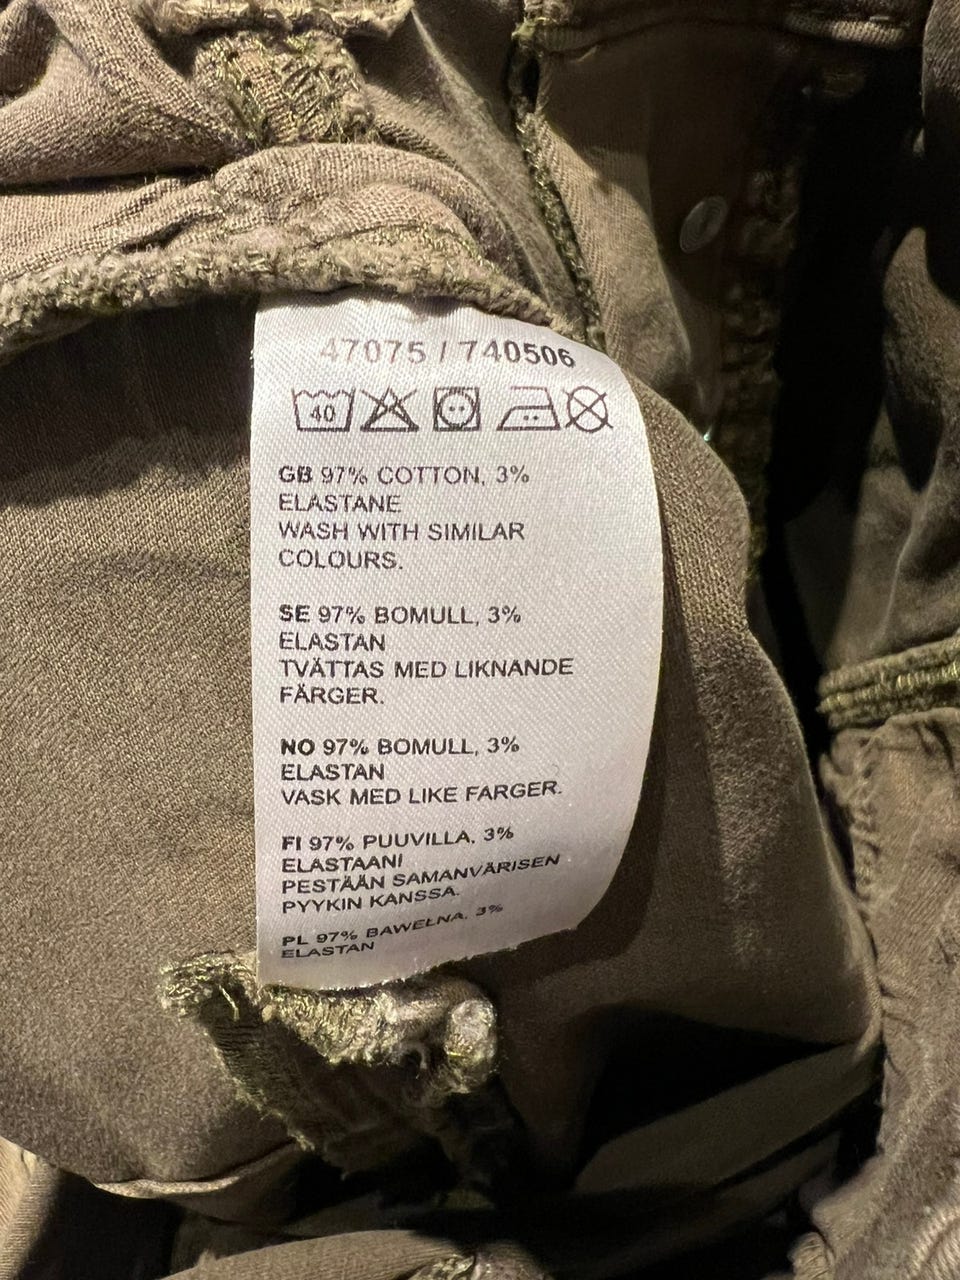 47075 / 740506
40
GB 97% COTTON, 3%
ELASTANE
WASH WITH SIMILAR
COLOURS.
SE 97% BOMULL, 3%
ELASTAN
TVÄTTAS MED LIKNANDE
FÄRGER.
NO 97% BOMULL, 3%
ELASTAN
VASK MED LIKE FARGER.
FI 97% PUUVILLA, 3%
ELASTAANI
PESTÄÄN SAMANVÄRISEN
PYYKIN KANSSA.
PL 97% BAWEŁNA, 3%
ELASTAN